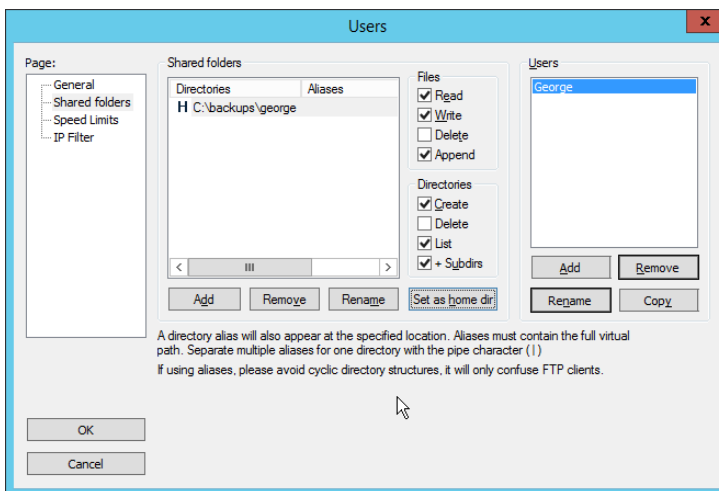 Users
x
Page:
General
Shared folders
Speed Limits
IP Filter
Shared folders
Directories Aliases
H C:\backups\george
Files
Read
Write
Delete
Append
Directories
Create
Delete
List
+ Subdirs
Add Remove Rename Set as home dir
Users
George
Add Remove
Rename Copy
A directory alias will also appear at the specified location. Aliases must contain the full virtual
path. Separate multiple aliases for one directory with the pipe character ( | )
If using aliases, please avoid cyclic directory structures, it will only confuse FTP clients.
OK
Cancel